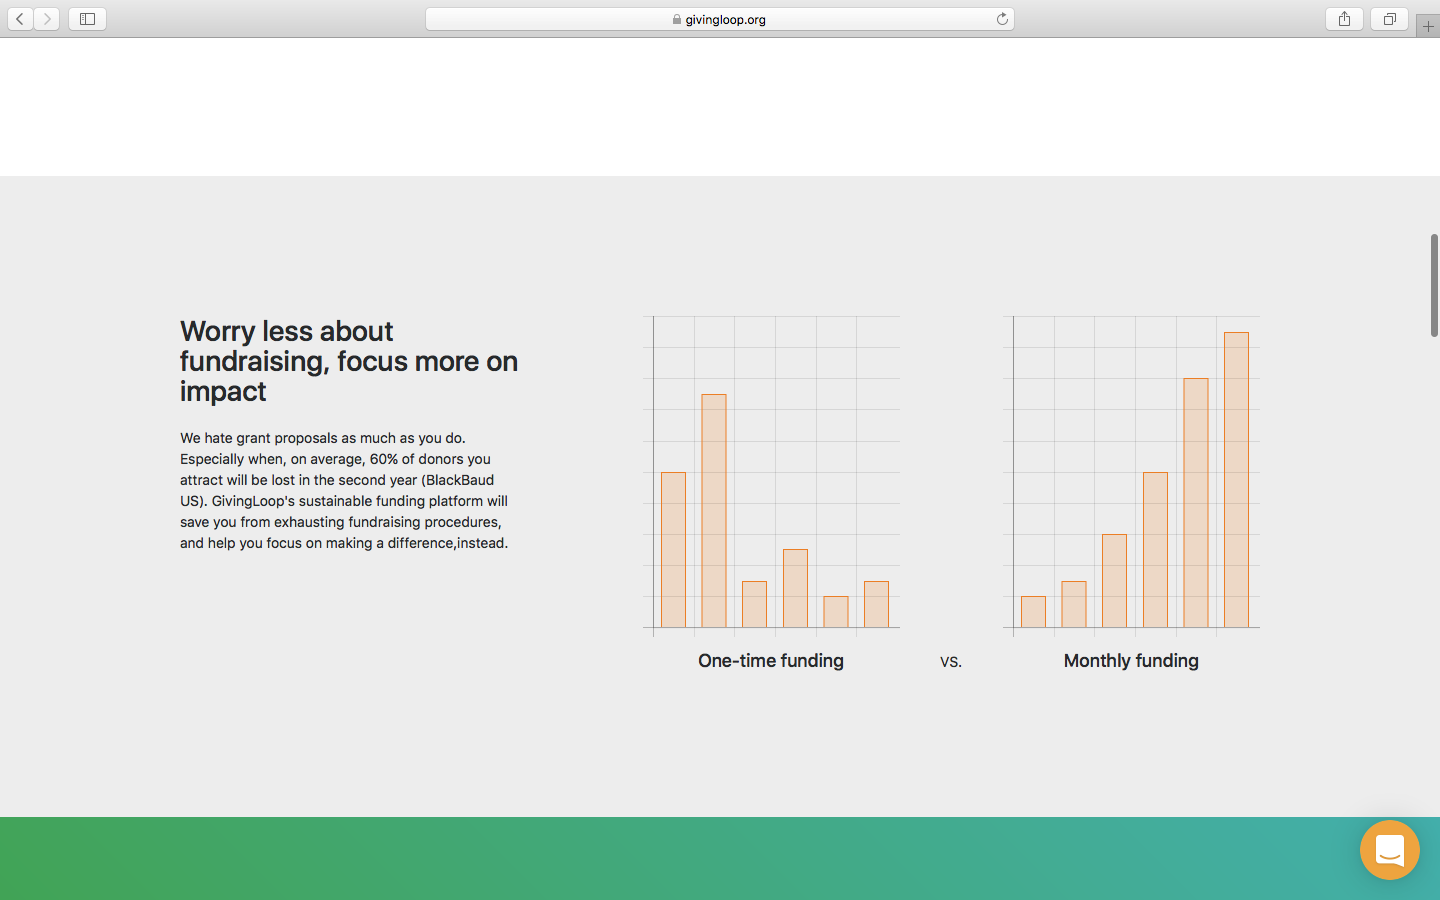 givingloop.org
Worry less about
fundraising, focus more on
impact
We hate grant proposals as much as you do.
Especially when, on average, 60% of donors you
attract will be lost in the second year (BlackBaud
US). GivingLoop's sustainable funding platform will
save you from exhausting fundraising procedures,
and help you focus on making a difference,instead.
One-time funding
vs.
Monthly funding